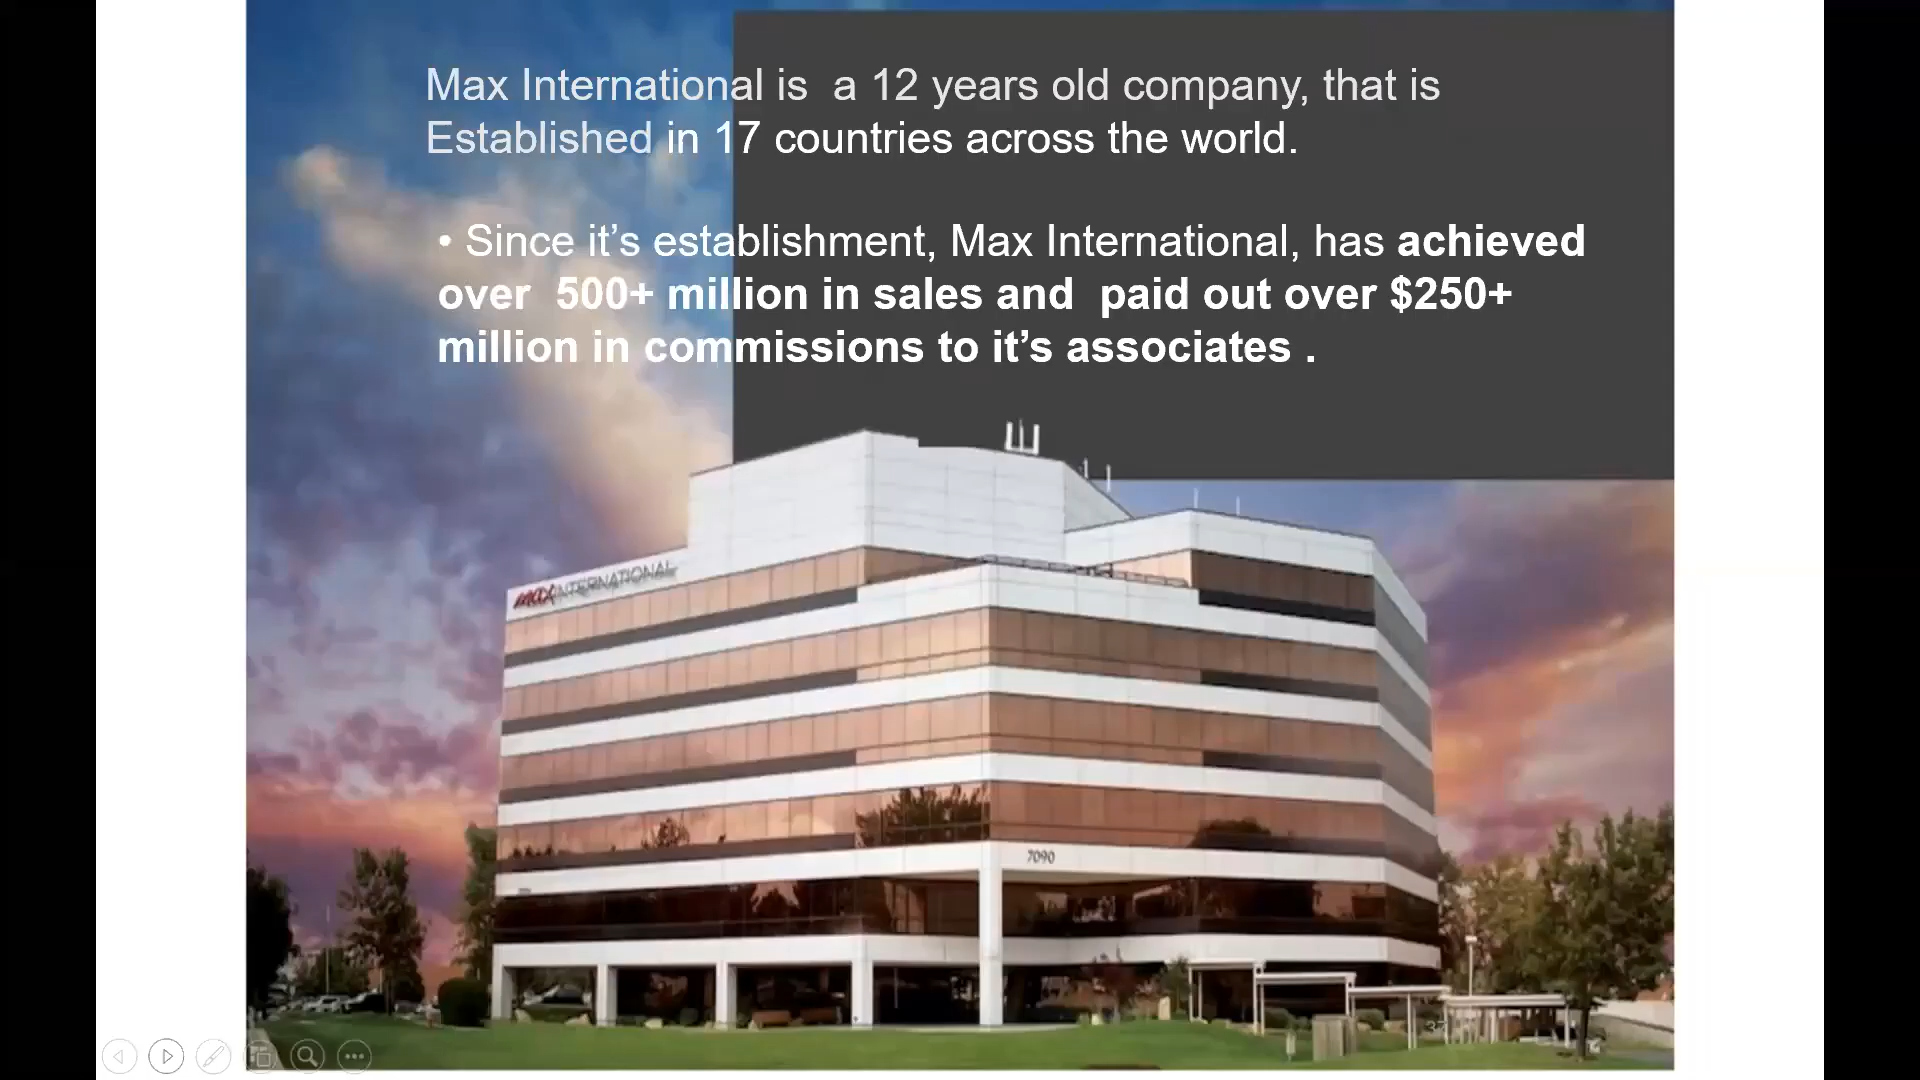 Max International is  a 12 years old company, that is
Established in 17 countries across the world.
• Since it’s establishment, Max International, has achieved
over  500+ million in sales and  paid out over $250+
million in commissions to it’s associates .
MAXINTERNATIONAL
7090
37